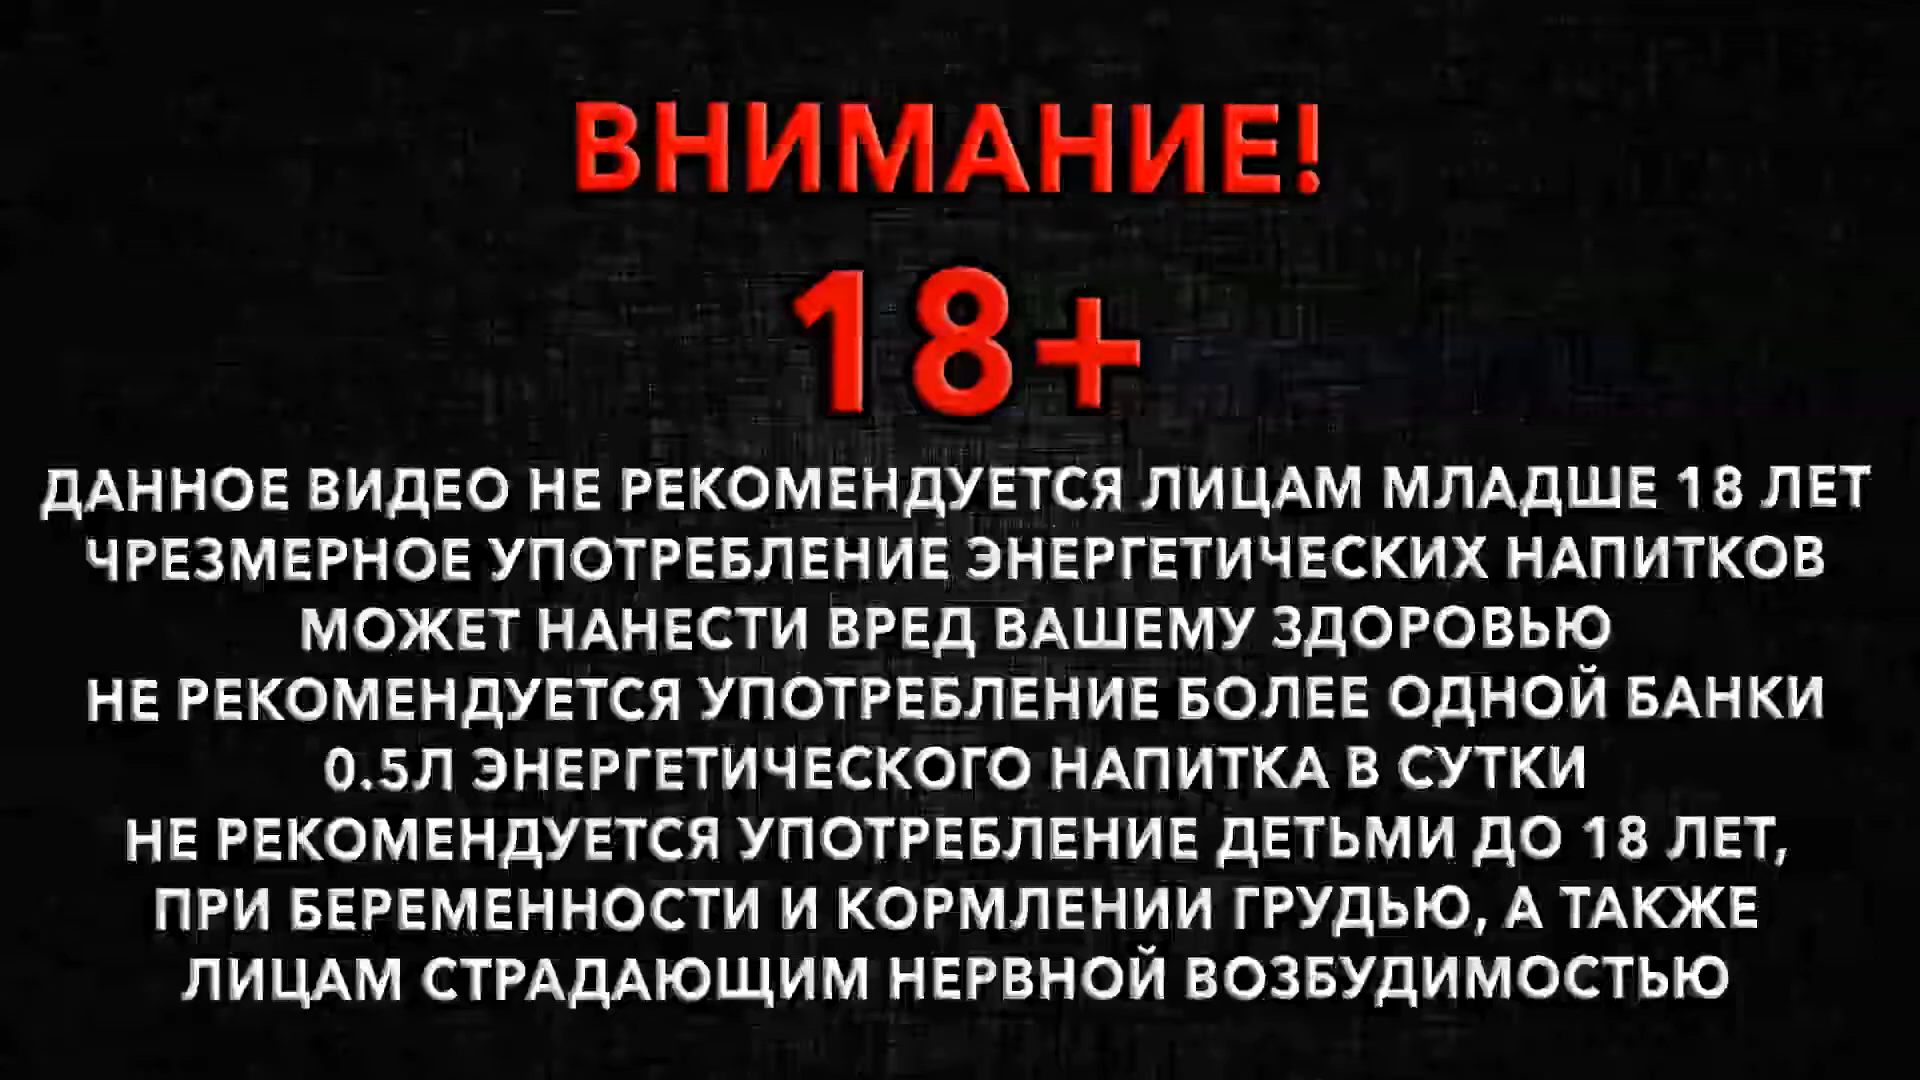 ВНИМАНИЕ!
18+
ДАННОЕ ВИДЕО НЕ РЕКОМЕНДУЕТСЯ ЛИЦАМ МЛАДШЕ 18 ЛЕТ
ЧРЕЗМЕРНОЕ УПОТРЕБЛЕНИЕ ЭНЕРГЕТИЧЕСКИХ НАПИТКОВ
МОЖЕТ НАНЕСТИ ВРЕД ВАШЕМУ ЗДОРОВЬЮ
НЕ РЕКОМЕНДУЕТСЯ УПОТРЕБЛЕНИЕ БОЛЕЕ ОДНОЙ БАНКИ
0.5Л ЭНЕРГЕТИЧЕСКОГО НАПИТКА В СУТКИ
НЕ РЕКОМЕНДУЕТСЯ УПОТРЕБЛЕНИЕ ДЕТЬМИ ДО 18 ЛЕТ,
ПРИ БЕРЕМЕННОСТИ И КОРМЛЕНИИ ГРУДЬЮ, А ТАКЖЕ
ЛИЦАМ СТРАДАЮЩИМ НЕРВНОЙ ВОЗБУДИМОСТЬЮ